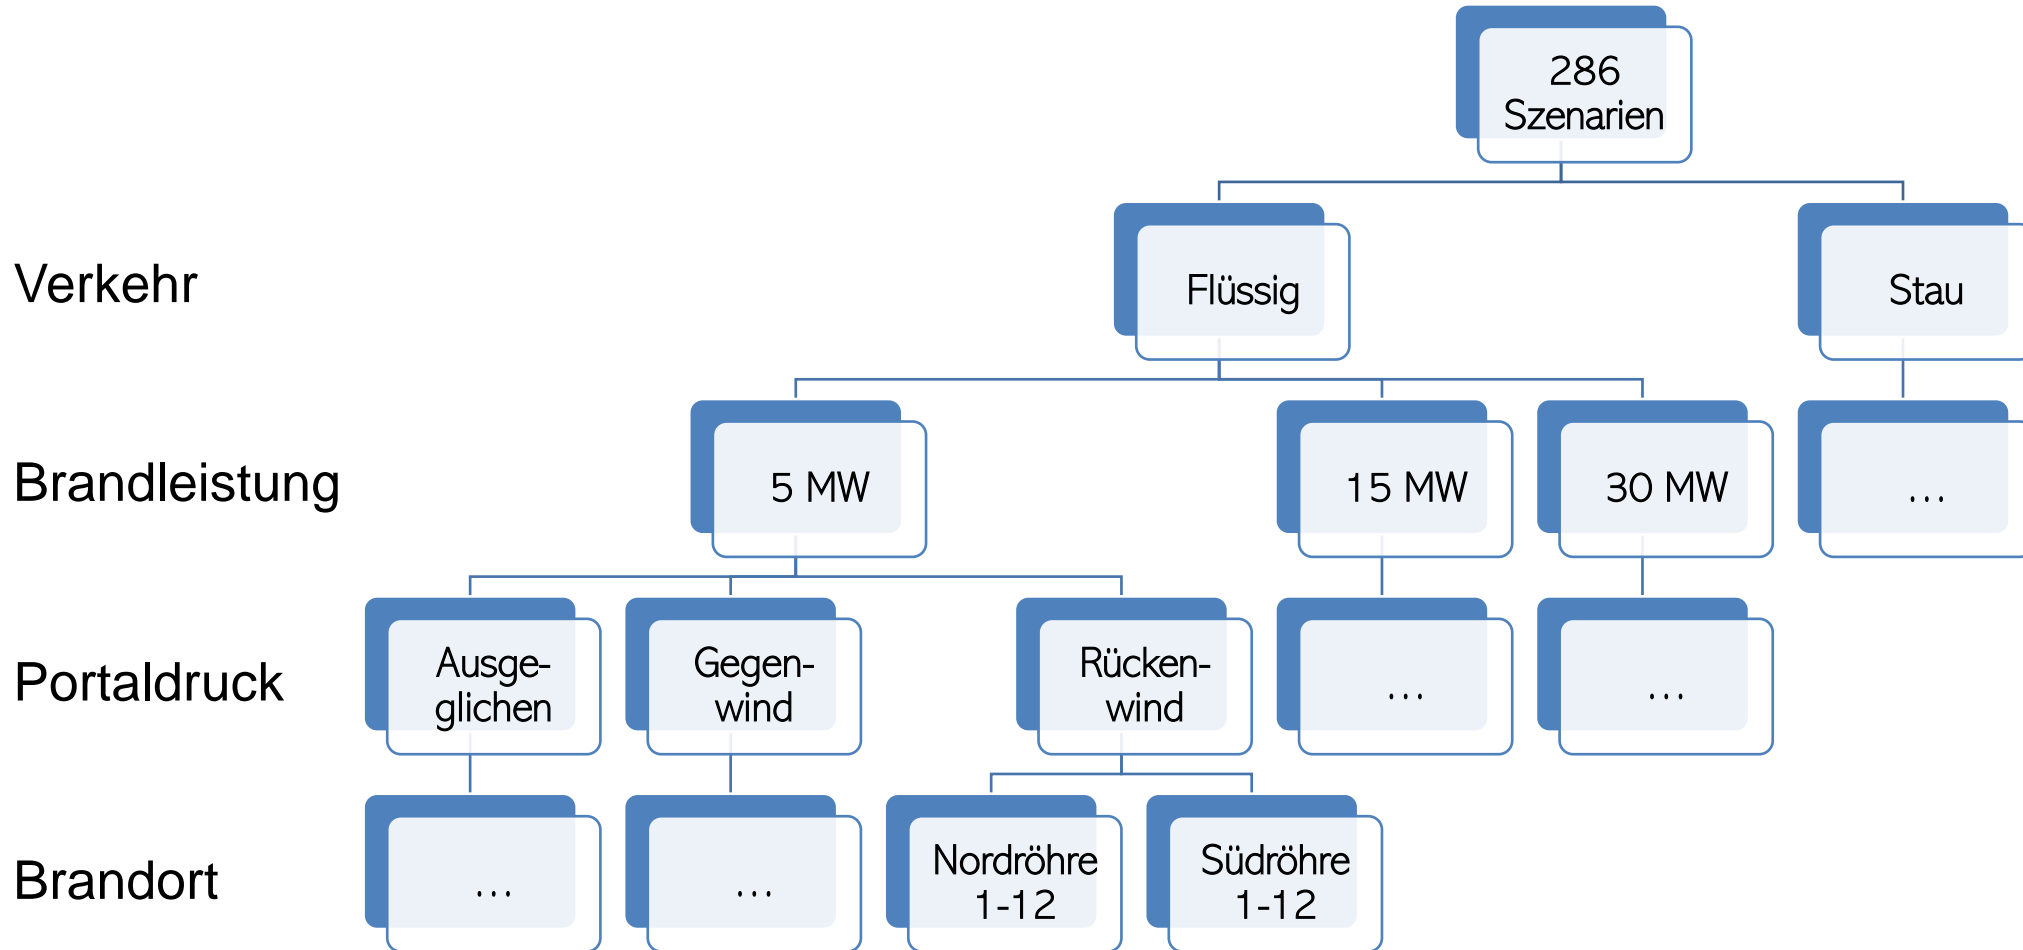 286
Szenarien
Verkehr
Flüssig
Stau
Brandleistung
5 MW
15 MW
30 MW
...
Portaldruck
Ausge-
glichen
Gegen-
wind
Rücken-
wind
...
...
Brandort
...
...
Nordröhre
1-12
Südröhre
1-12